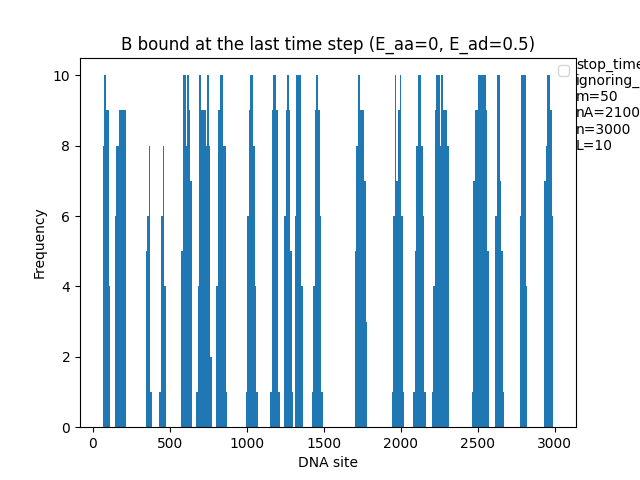 B bound at the last time step (E_aa=0, E_ad=0.5)
stop_time
ignoring_
m=50
nA=2100
n=3000
L=10
Frequency
10
8
6
4
2
0
0 500 1000 1500 2000 2500 3000
DNA site